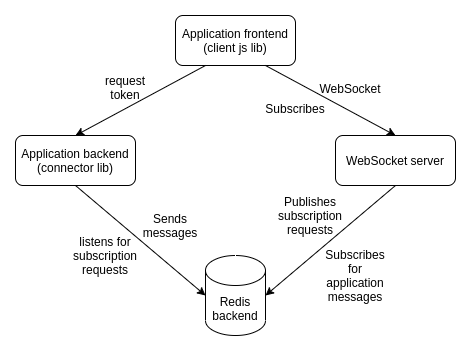 Application frontend
(client js lib)
request
token
WebSocket
Subscribes
Application backend
(connector lib)
WebSocket server
Sends
messages
listens for
subscription
requests
Publishes
subscription
requests
Subscribes
for
application
messages
Redis
backend